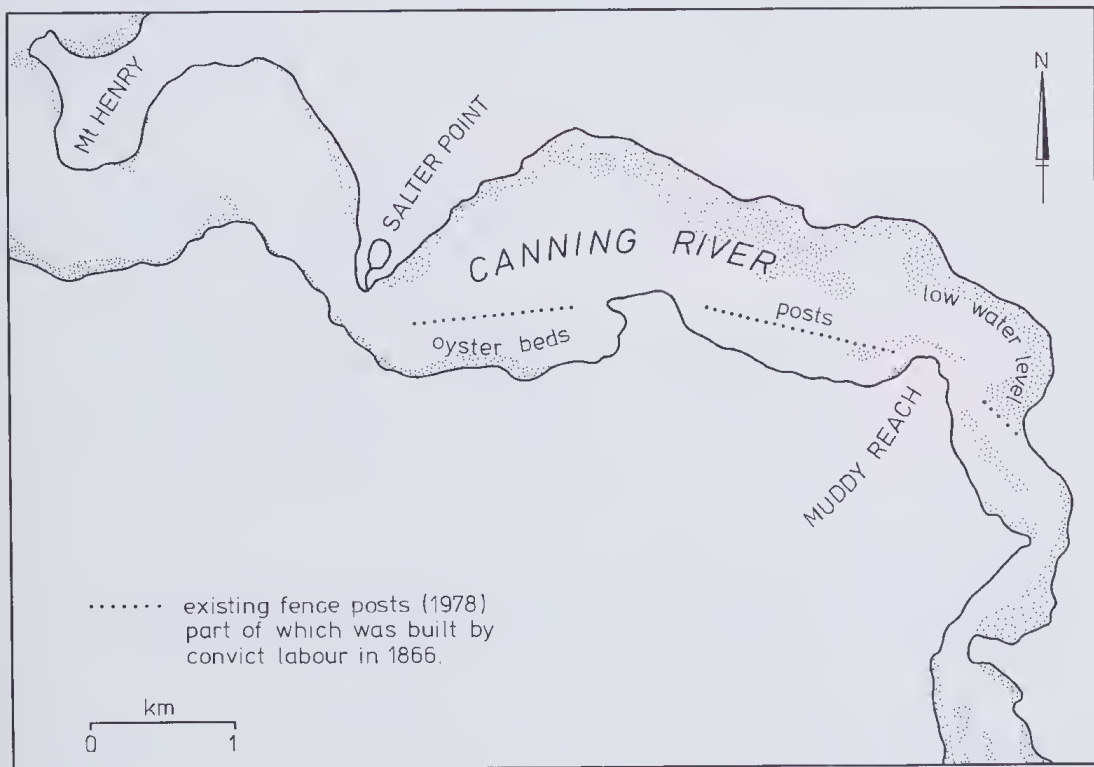 Mt HENRY
SALTER POINT
N
CANNING RIVER
oyster beds
posts
low water level
MUDDY REACH
....... existing fence posts (1978)
part of which was built by
convict labour in 1866.
km
0 1